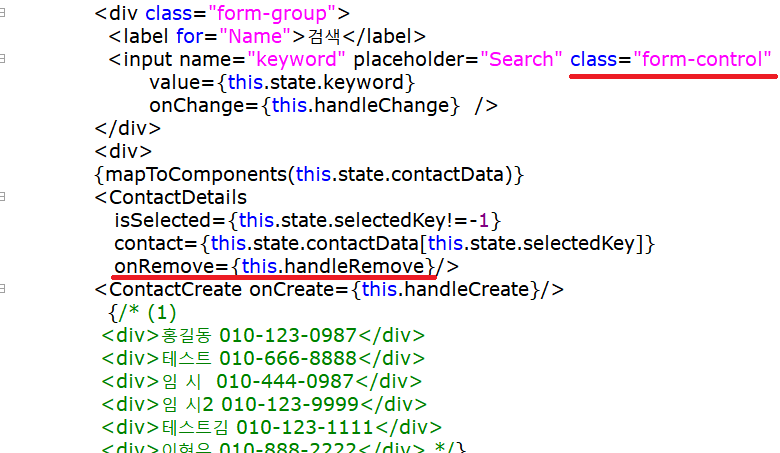 <div class="form-group">
<label for="Name">검색</label>
<input name="keyword" placeholder="Search" class="form-control"
value={this.state.keyword}
onChange={this.handleChange} />
</div>
<div>
{mapToComponents(this.state.contactData)}
<ContactDetails
isSelected={this.state.selectedKey!=-1}
contact={this.state.contactData[this.state.selectedKey]}
onRemove={this.handleRemove}/>
<ContactCreate onCreate={this.handleCreate}/>
{/* (1)
<div>홍길동 010-123-0987</div>
<div>테스트 010-666-8888</div>
<div>임 시  010-444-0987</div>
<div>임 시2 010-123-9999</div>
<div>테스트김 010-123-1111</div>
<div>이현우 010-888-2222</div> */}